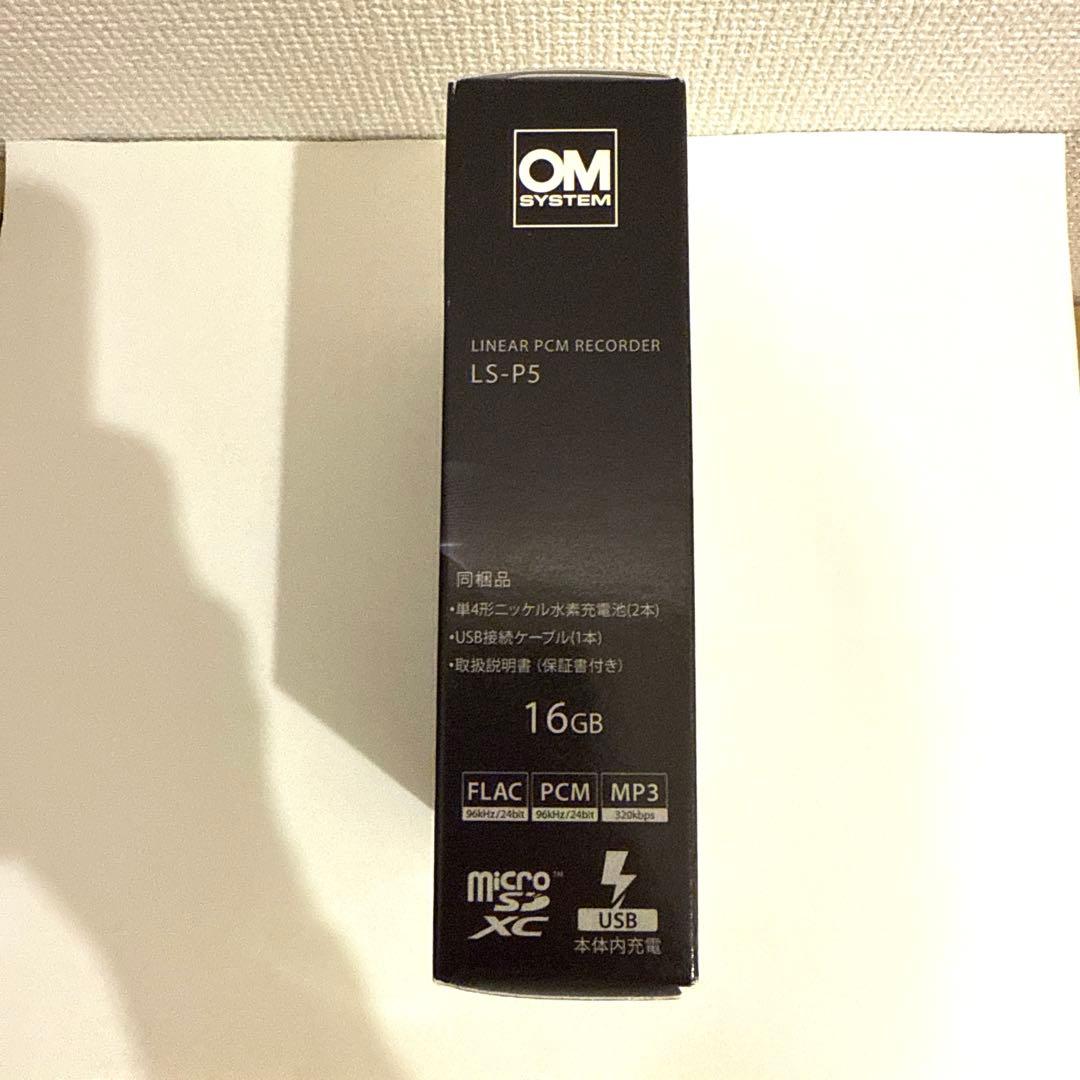 OM
SYSTEM
LINEAR PCM RECORDER
LS-P5
同梱品
•単4形ニッケル水素充電池(2本)
•USB接続ケーブル(1本)
•取扱説明書（保証書付き）
16GB
FLAC PCM MP3
96kHz/24bit 96kHz/24bit 320kbps
micro™
SD
XC
USB
本体内充電